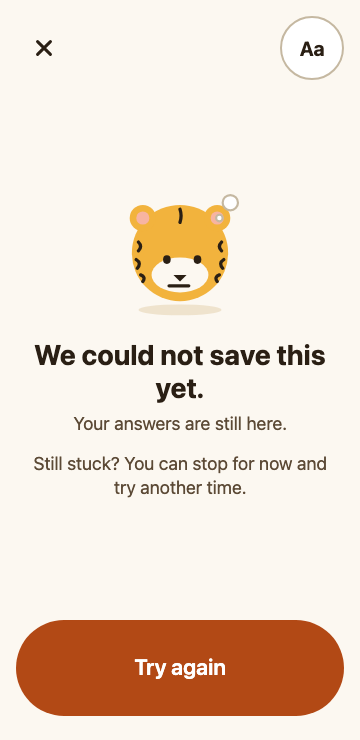 Aa
We could not save this
yet.
Your answers are still here.
Still stuck? You can stop for now and
try another time.
Try again